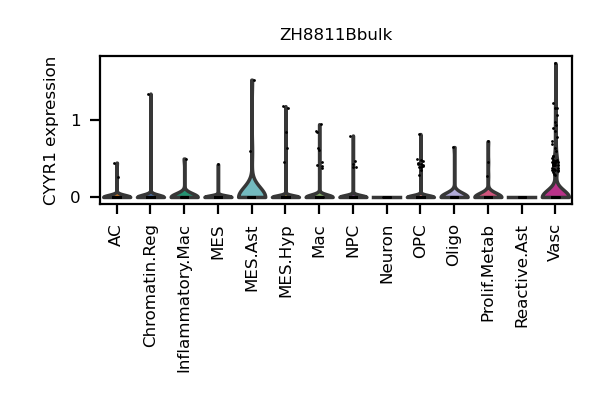 ZH8811Bbulk
CYYR1 expression
1
0
AC
Chromatin.Reg
Inflammatory.Mac
MES
MES.Ast
MES.Hyp
Mac
NPC
Neuron
OPC
Oligo
Prolif.Metab
Reactive.Ast
Vasc